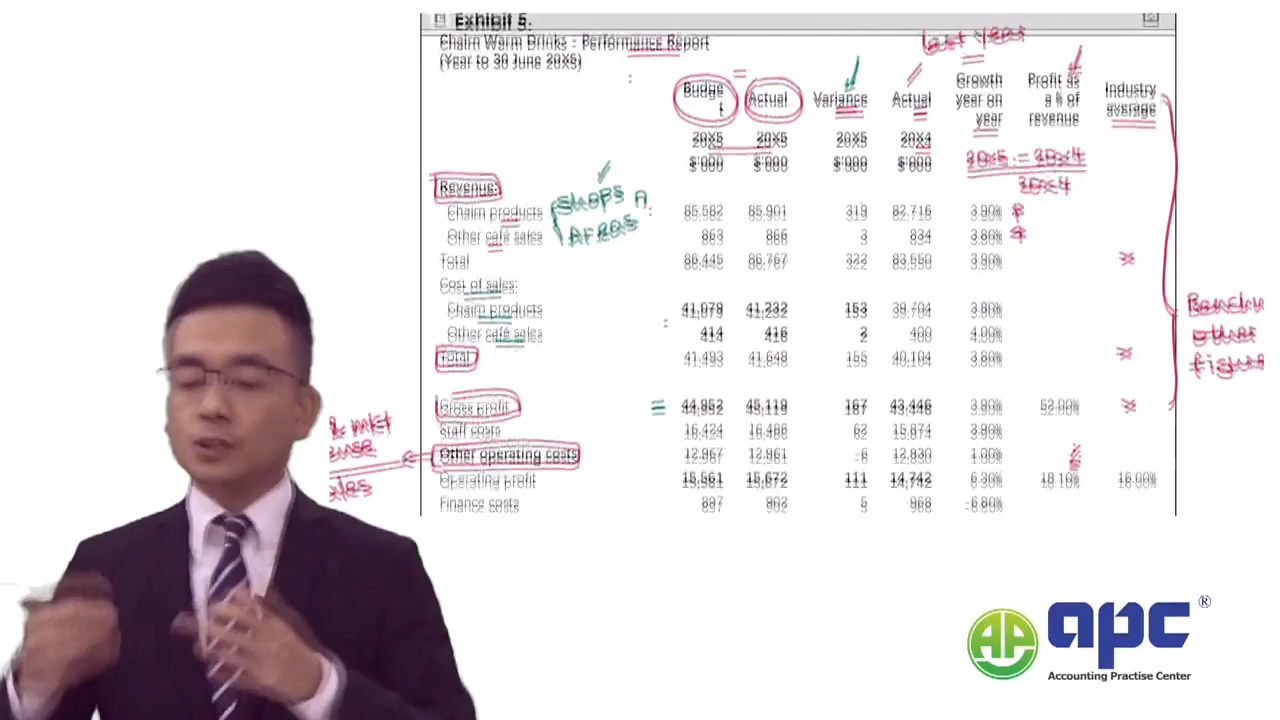 Exhibit 5:
Chairn Warm Drinks - Performance Report
(Year to 30 June 20X5)
last year
Budge
t Actual Variance Actual Growth year on year Profit as a % of revenue Industry average
20X5 20X5 20X5 20X4
$'000 $'000 $'000 $'000
20x5 - 20x4
20x4
Revenue:
Chairn products 85,582 85,901 319 82,716 3.90%
Other café sales 863 866 3 834 3.80%
SHOPS A
Areas
Total 86,445 86,767 322 83,550 3.90%
Cost of sales:
Chairn products 41,079 41,232 153 39,704 3.80%
Other café sales 414 416 2 400 4.00%
other
Total 41,493 41,648 155 40,104 3.80%
Gross profit 44,952 45,119 167 43,446 3.90% 52.00%
Staff costs 16,424 16,486 62 15,874 3.90%
Other operating costs 12,967 12,961 -6 12,830 1.00%
Operating profit 15,561 15,672 111 14,742 6.30% 18.10% 16.00%
Finance costs 897 902 5 968 -6.80%
& mkt
AP apc ®
Accounting Practise Center